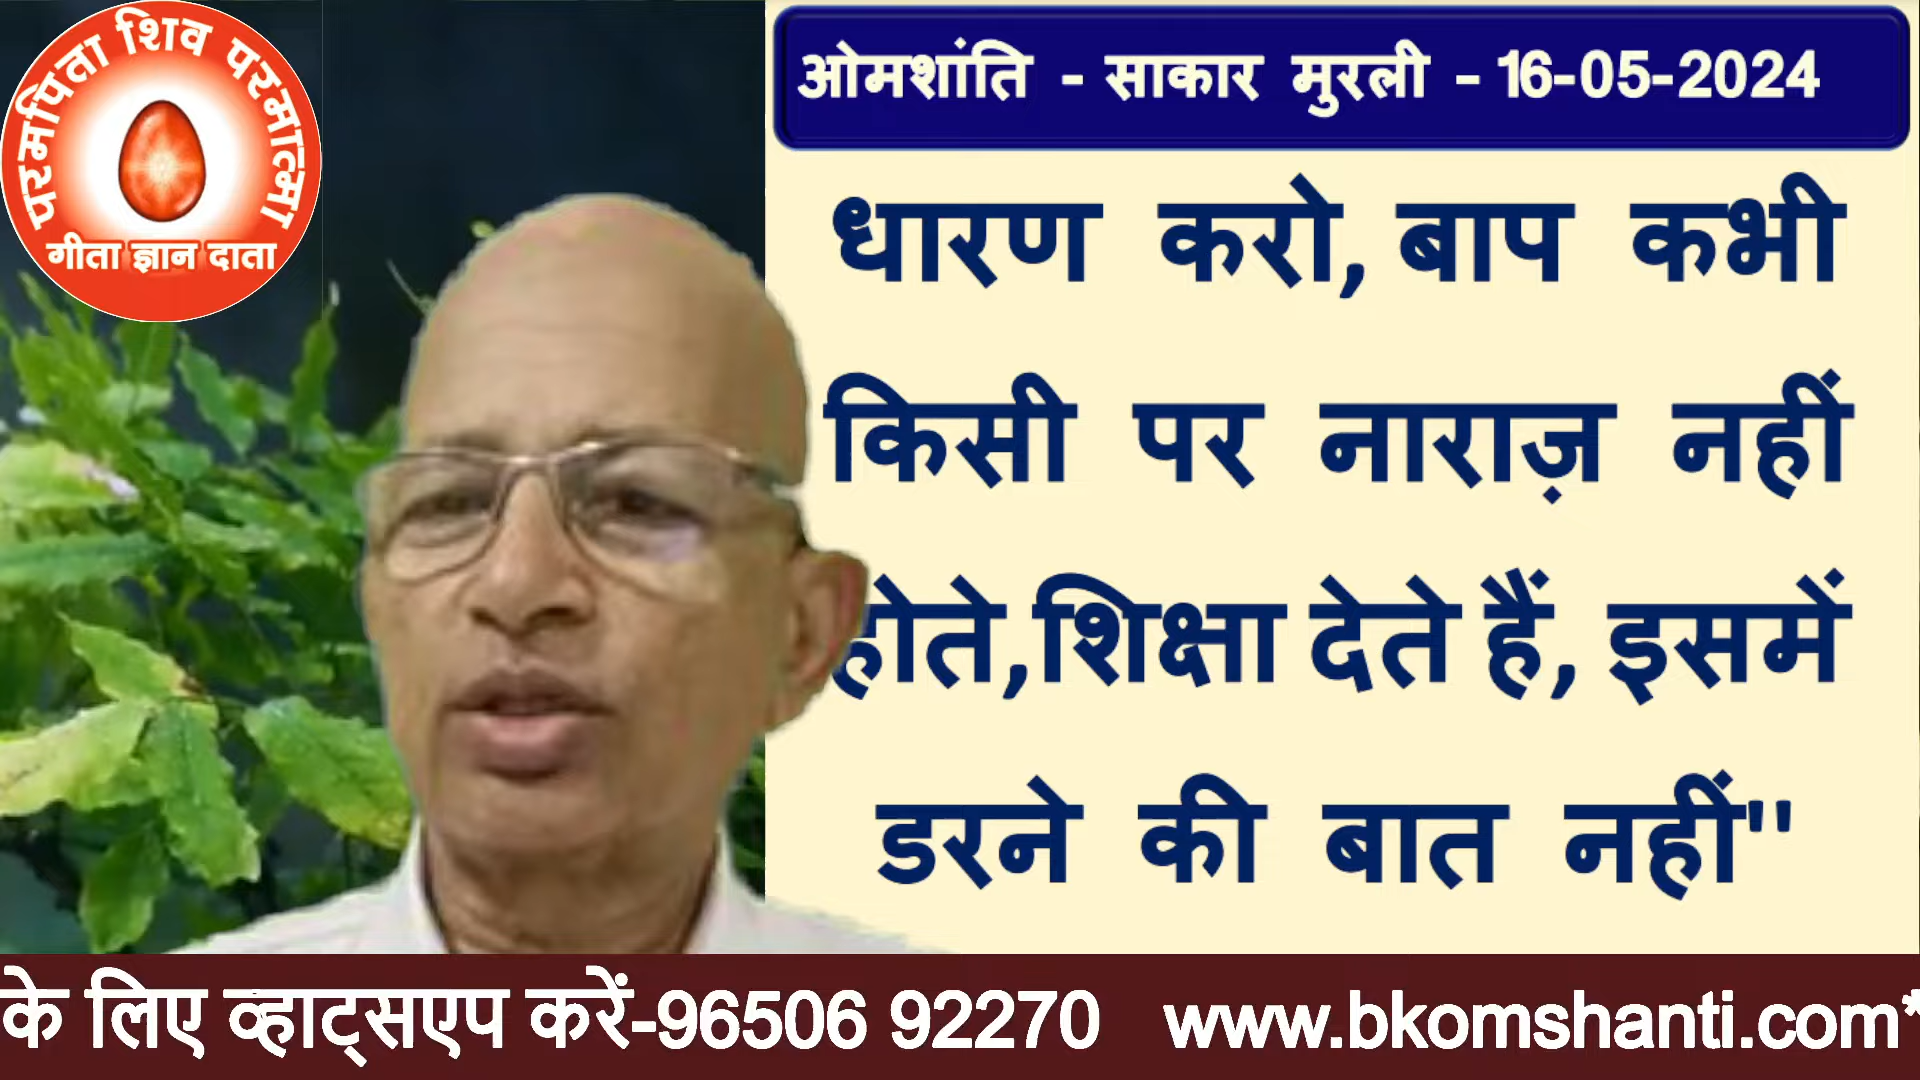 परमपिता शिव परमात्मा
गीता ज्ञान दाता
ओमशांति - साकार मुरली - 16-05-2024
धारण करो, बाप कभी
किसी पर नाराज़ नहीं
होते,शिक्षा देते हैं, इसमें
डरने की बात नहीं"
के लिए व्हाट्सएप करें-96506 92270 www.bkomshanti.com*